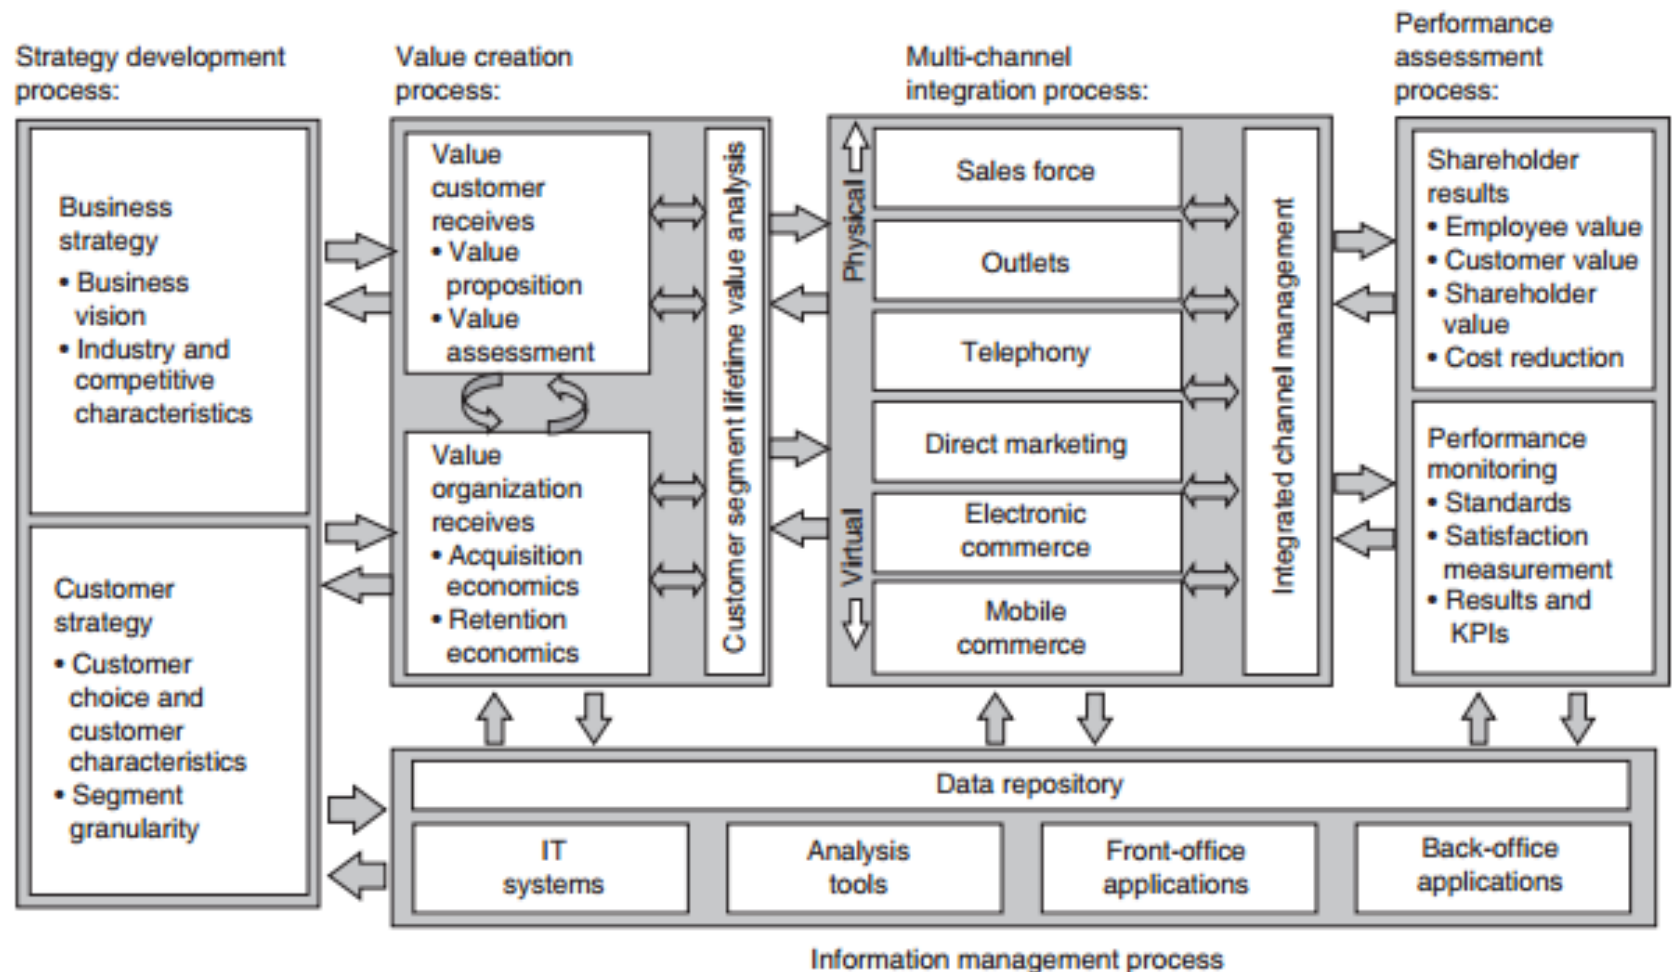 Strategy development
process:
Business
strategy
• Business
vision
• Industry and
competitive
characteristics
Customer
strategy
• Customer
choice and
customer
characteristics
• Segment
granularity
Value creation
process:
Value
customer
receives
• Value
proposition
• Value
assessment
Value
organization
receives
• Acquisition
economics
• Retention
economics
Customer segment lifetime value analysis
Multi-channel
integration process:
Physical
Virtual
Sales force
Outlets
Telephony
Direct marketing
Electronic
commerce
Mobile
commerce
Integrated channel management
Performance
assessment
process:
Shareholder
results
• Employee value
• Customer value
• Shareholder
value
• Cost reduction
Performance
monitoring
• Standards
• Satisfaction
measurement
• Results and
KPIs
Data repository
IT
systems
Analysis
tools
Front-office
applications
Back-office
applications
Information management process